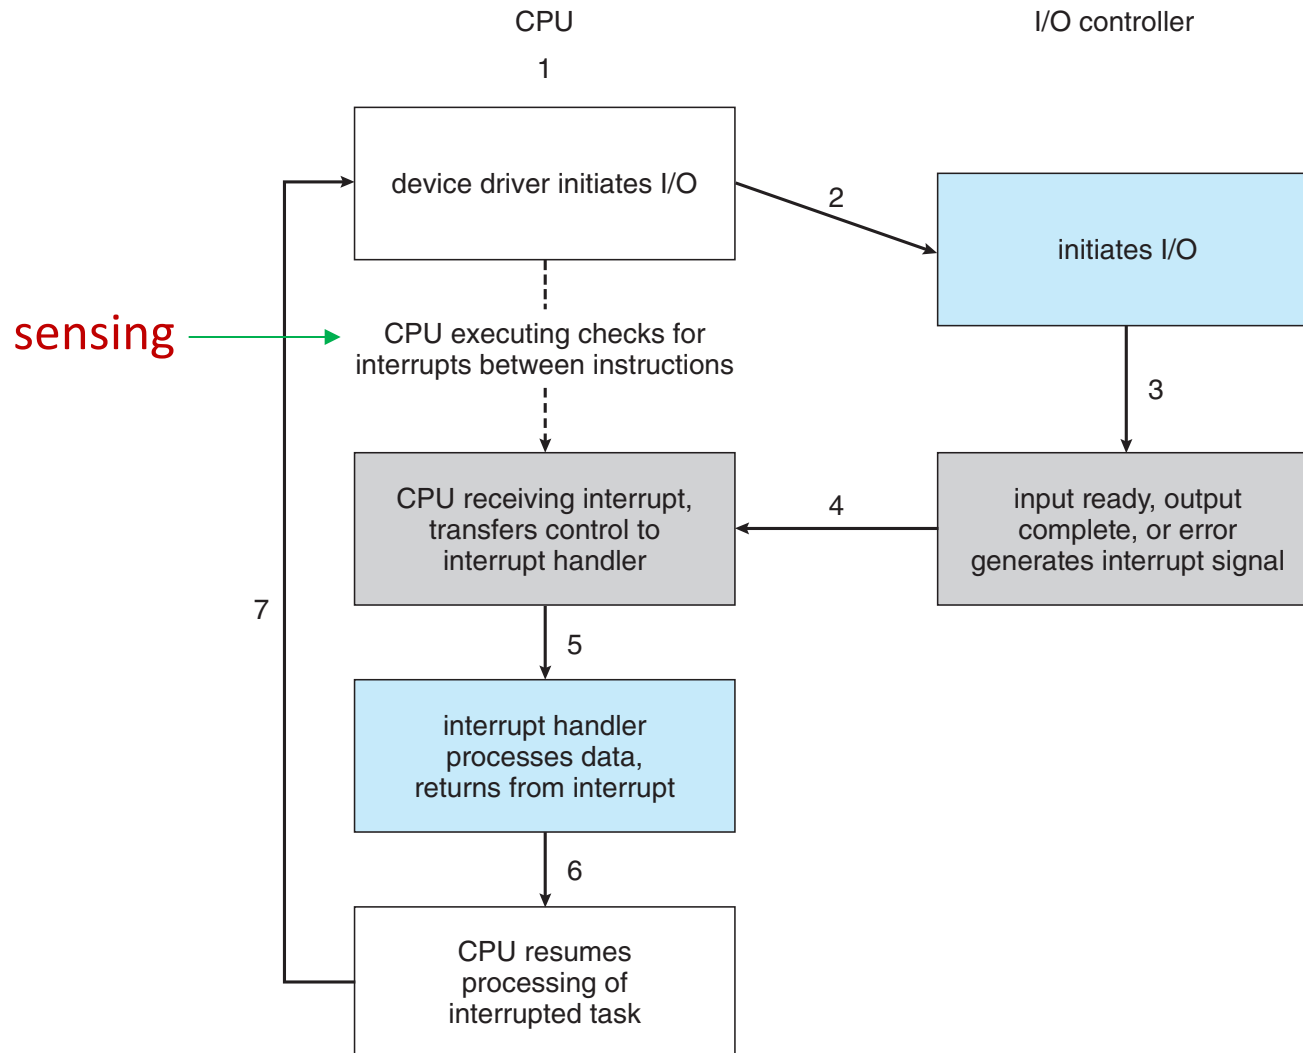 CPU
I/O controller
1
device driver initiates I/O
2
initiates I/O
sensing
CPU executing checks for
interrupts between instructions
3
CPU receiving interrupt,
transfers control to
interrupt handler
4
input ready, output
complete, or error
generates interrupt signal
7
5
interrupt handler
processes data,
returns from interrupt
6
CPU resumes
processing of
interrupted task